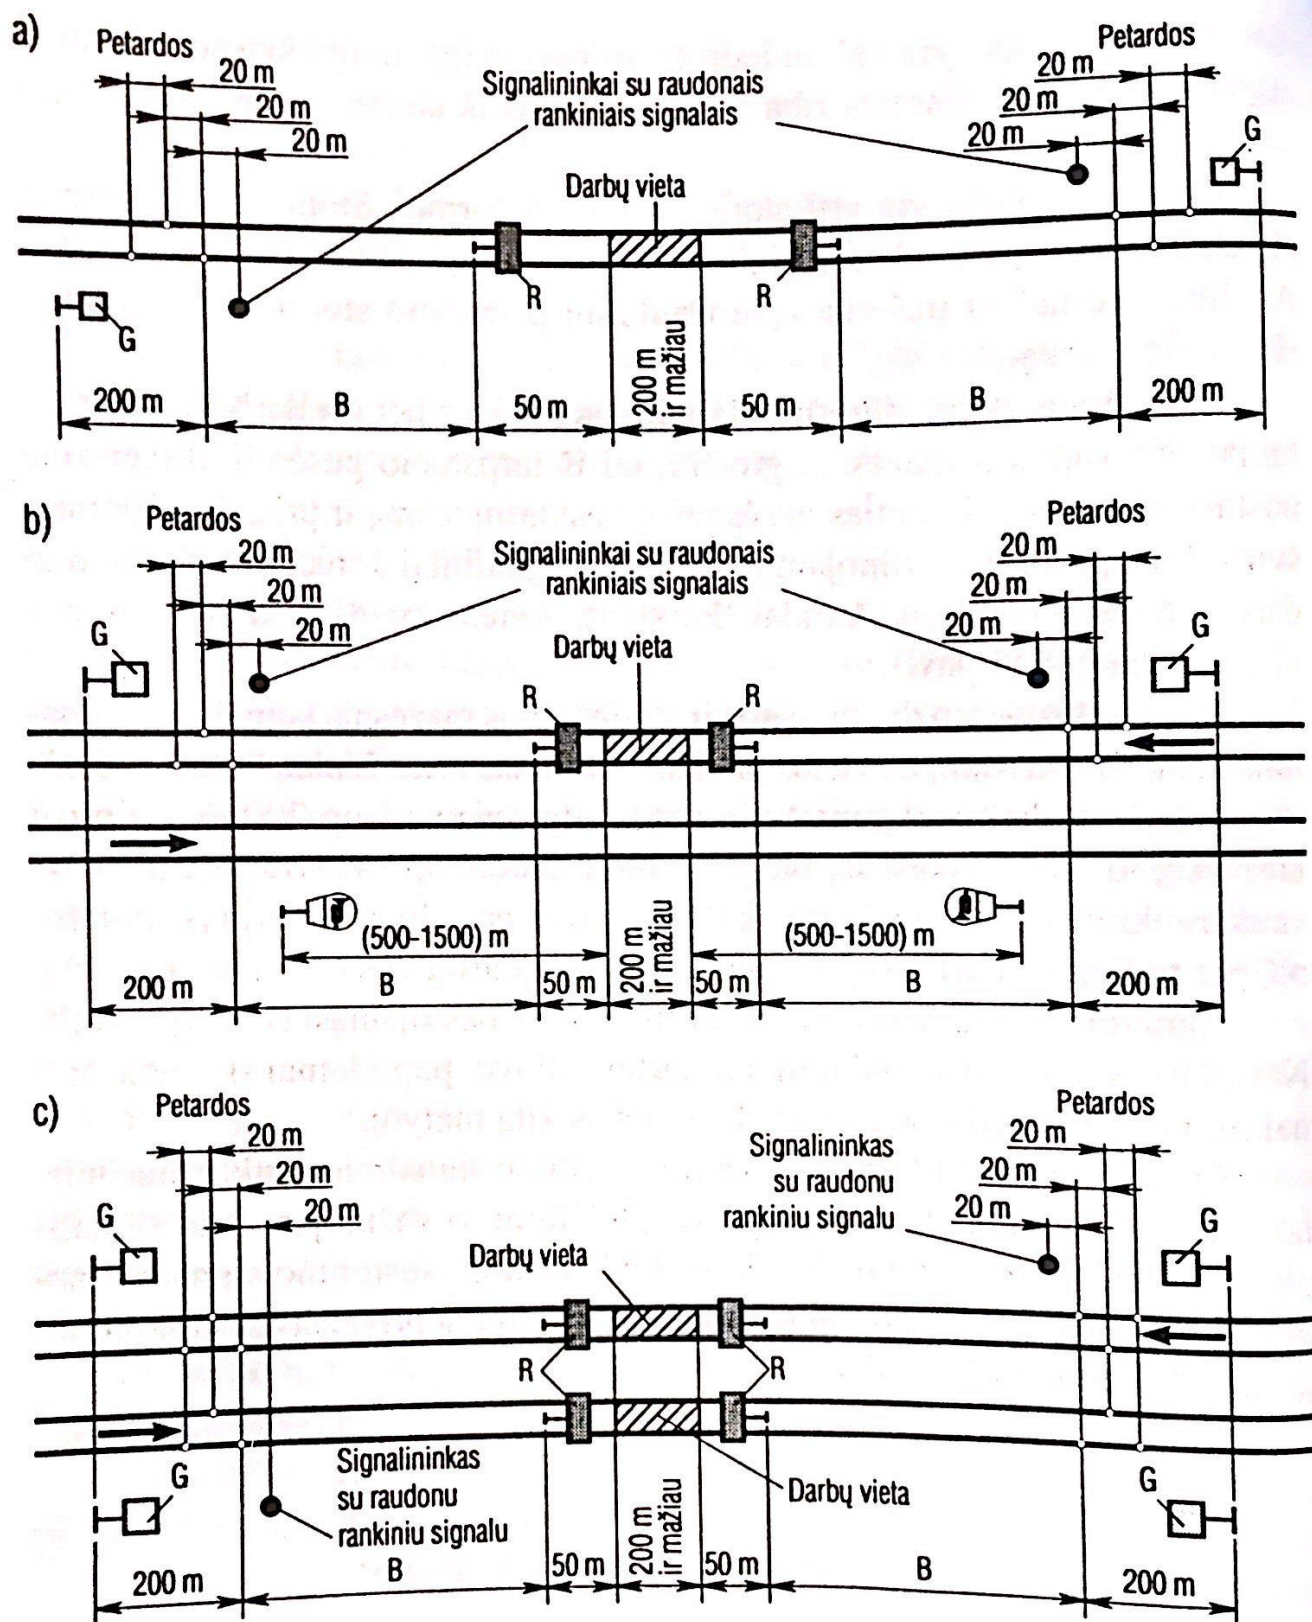 a)
Petardos
20 m
20 m
20 m
Signalininkai su raudonais
rankiniais signalais
Petardos
20 m
20 m
20 m
G
Darbų vieta
R
R
G
200 m
B
50 m
200 m
ir mažiau
50 m
B
200 m
b)
Petardos
20 m
20 m
20 m
Signalininkai su raudonais
rankiniais signalais
Petardos
20 m
20 m
20 m
G
G
Darbų vieta
R
R
(500-1500) m
(500-1500) m
200 m
B
50 m
200 m
ir mažiau
50 m
B
200 m
c)
Petardos
20 m
20 m
20 m
Signalininkas
su raudonu
rankiniu signalu
Petardos
20 m
20 m
20 m
G
G
Darbų vieta
R
R
G
Signalininkas
su raudonu
rankiniu signalu
Darbų vieta
G
200 m
B
50 m
200 m
ir mažiau
50 m
B
200 m